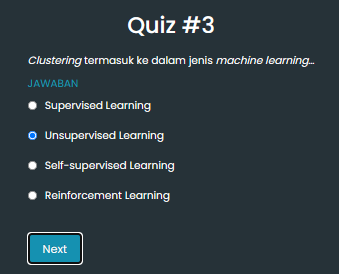 Quiz #3
Clustering termasuk ke dalam jenis machine learning...
JAWABAN
Supervised Learning
Unsupervised Learning
Self-supervised Learning
Reinforcement Learning
Next